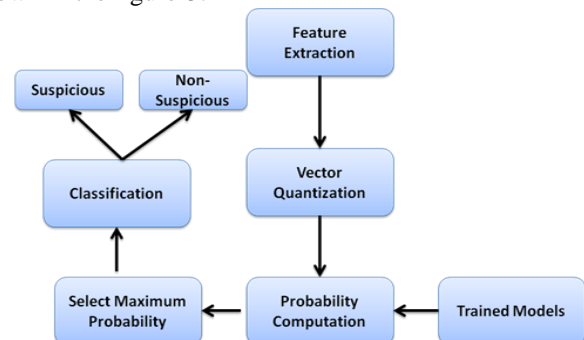 Feature
Extraction
Suspicious
Non-
Suspicious
Vector
Quantization
Classification
Select Maximum
Probability
Probability
Computation
Trained Models